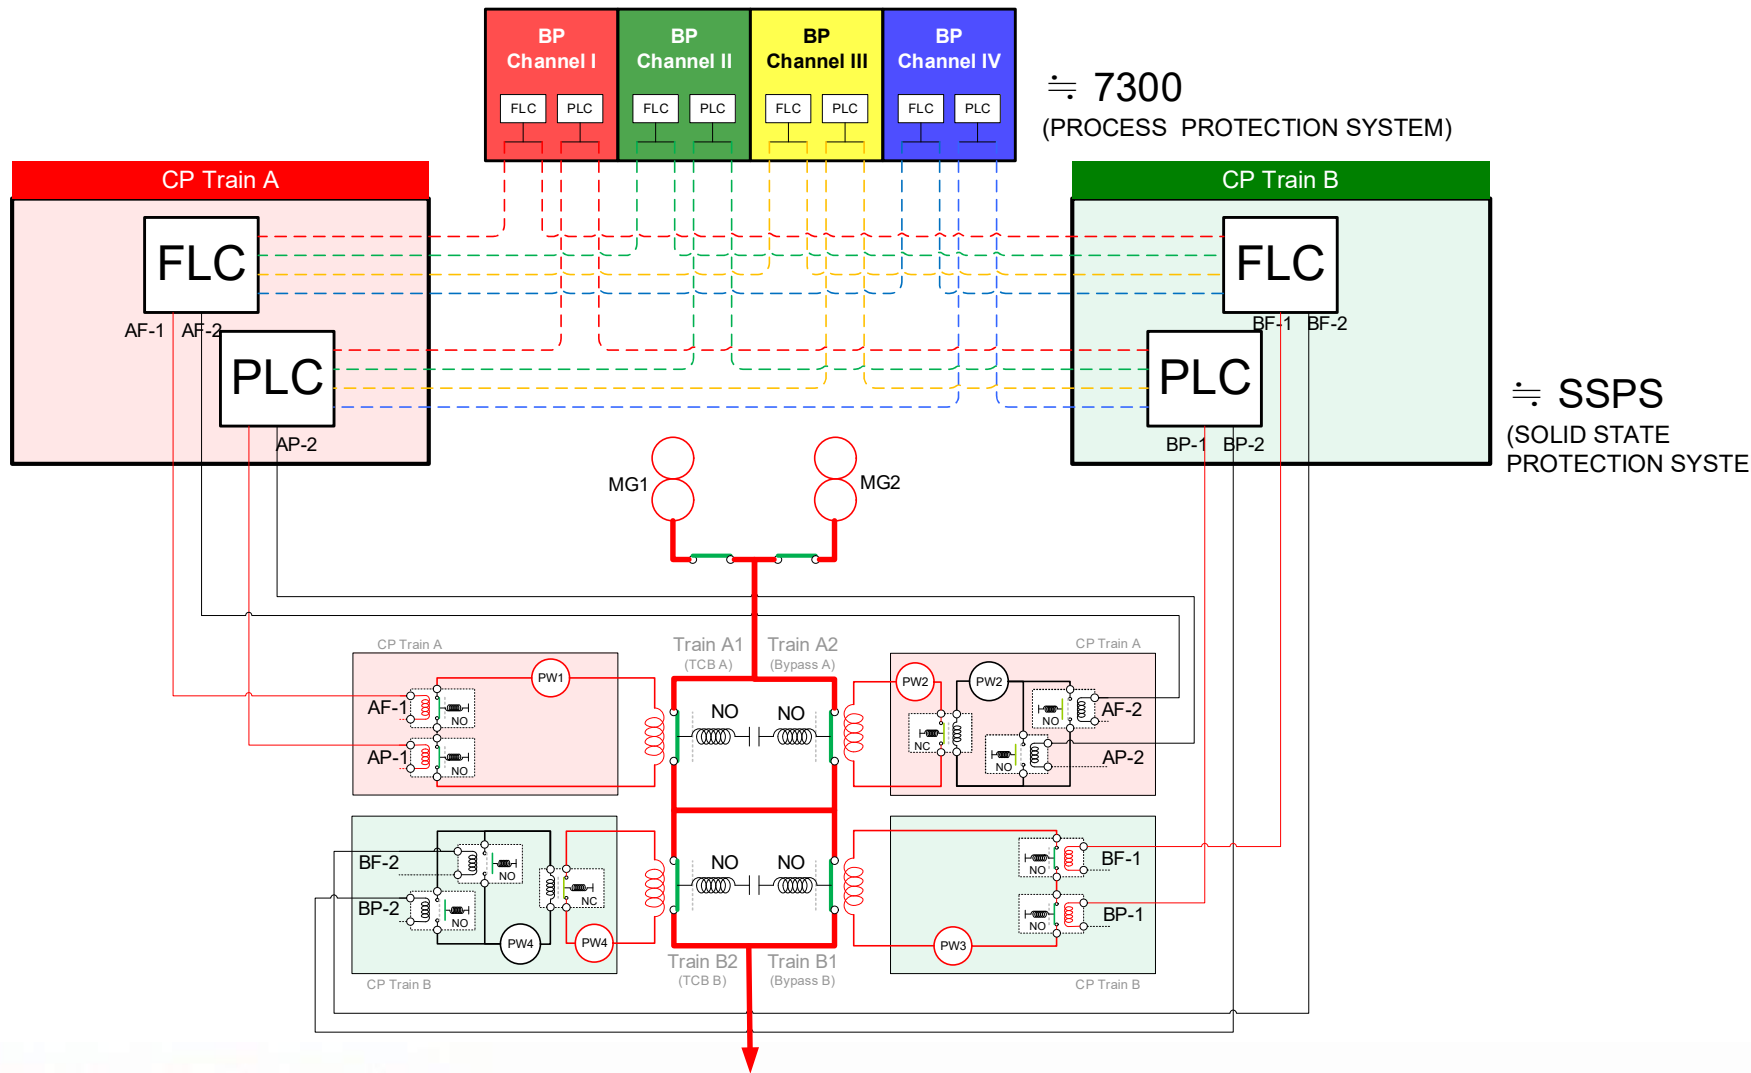 BP
Channel I
BP
Channel II
BP
Channel III
BP
Channel IV
FLC
PLC
FLC
PLC
FLC
PLC
FLC
PLC
≒ 7300
(PROCESS PROTECTION SYSTEM)
CP Train A
CP Train B
FLC
FLC
AF-1
AF-2
BF-1
BF-2
PLC
PLC
AP-2
BP-1
BP-2
≒ SSPS
(SOLID STATE
PROTECTION SYSTE
MG1
MG2
CP Train A
Train A1
(TCB A)
Train A2
(Bypass A)
CP Train A
PW1
PW2
PW2
AF-1
NO
NO
NO
NO
AF-2
NC
AP-1
NO
NO
AP-2
BF-2
NO
NO
NO
NO
BF-1
BP-2
NO
NC
NO
BP-1
PW4
PW4
PW3
Train B2
(TCB B)
Train B1
(Bypass B)
CP Train B
CP Train B